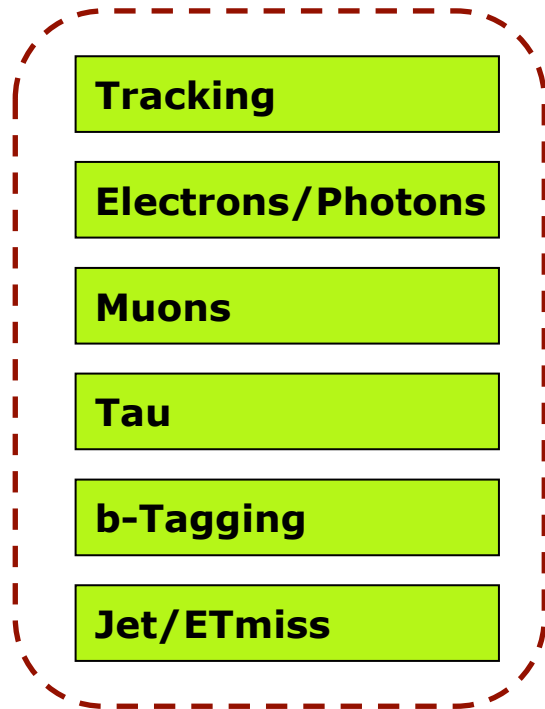 Tracking
Electrons/Photons
Muons
Tau
b-Tagging
Jet/ETmiss